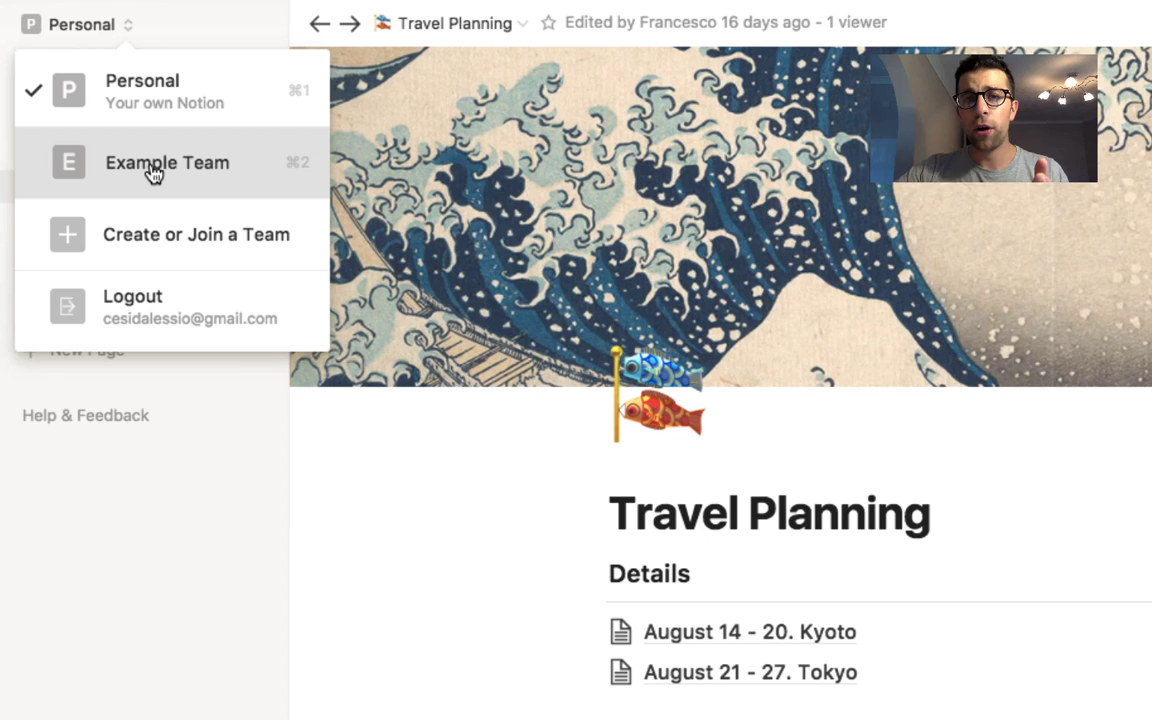 P Personal
Travel Planning
Edited by Francesco 16 days ago - 1 viewer
P Personal ⌘1
Your own Notion
E Example Team ⌘2
Create or Join a Team
Logout
cesidalessio@gmail.com
New Page
Help & Feedback
Travel Planning
Details
August 14 - 20. Kyoto
August 21 - 27. Tokyo